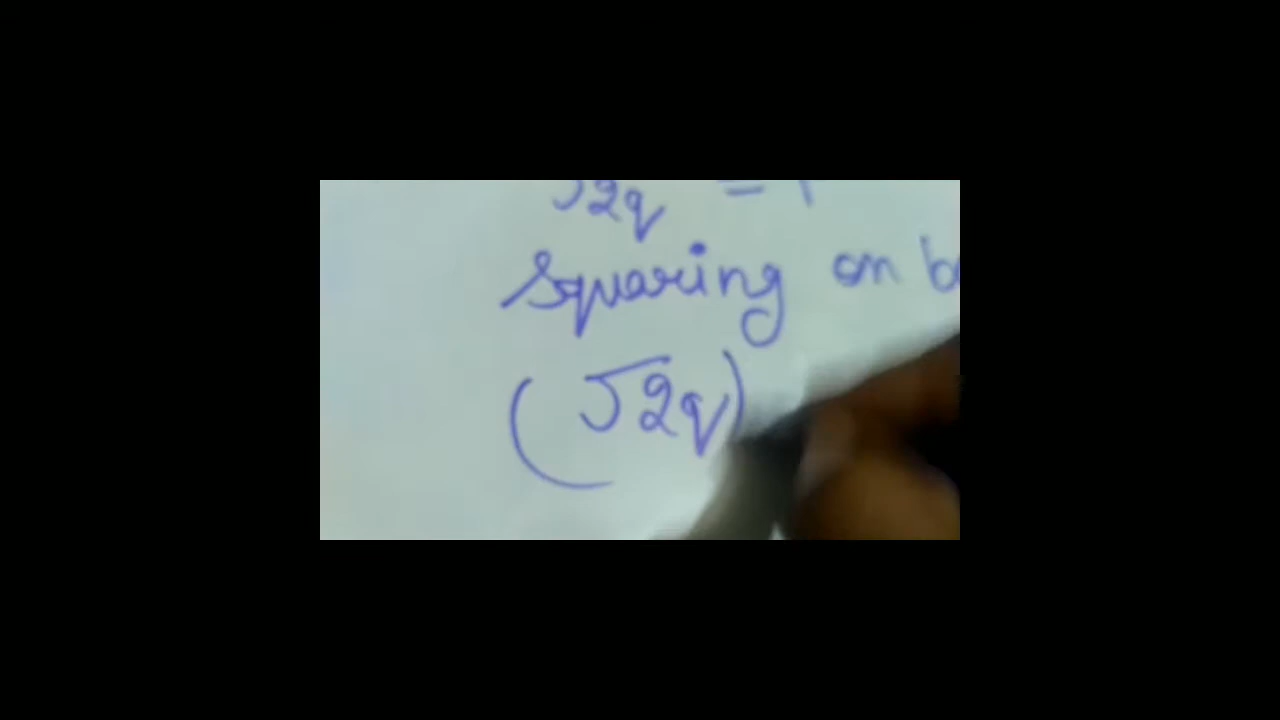 √2q =
squaring on
(√2q)